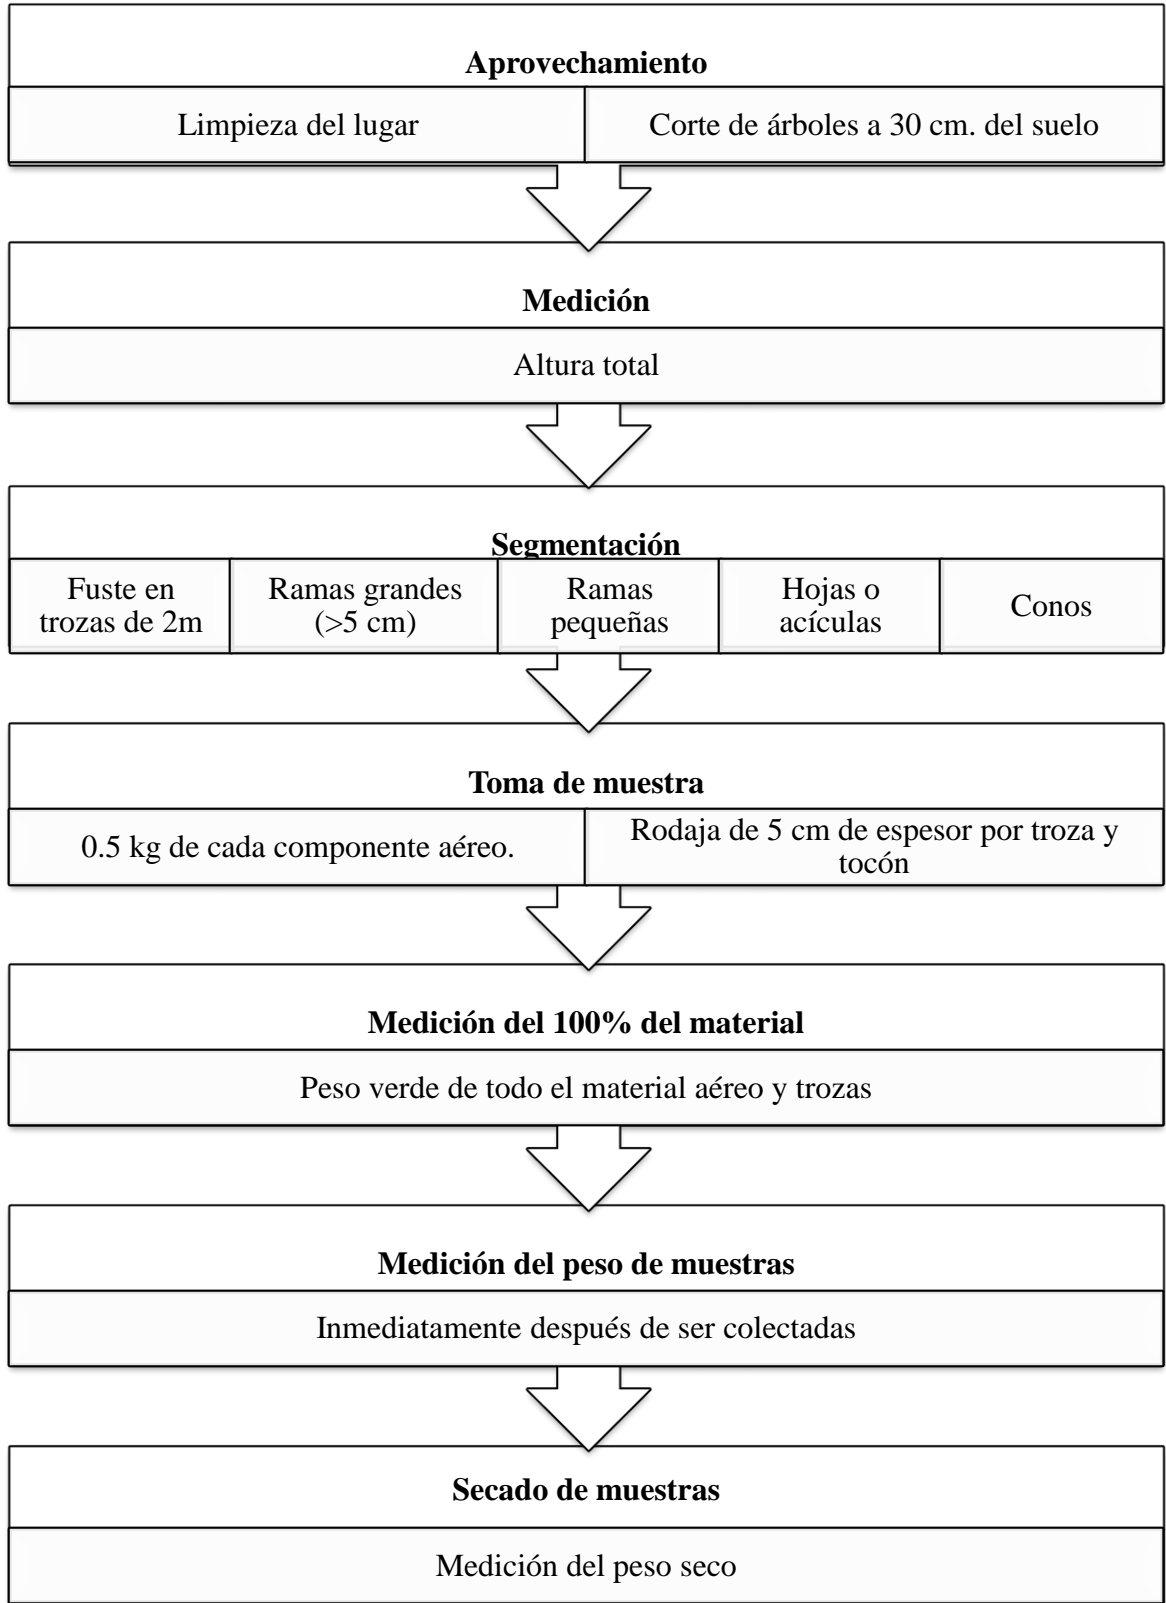 Aprovechamiento
Limpieza del lugar
Corte de árboles a 30 cm. del suelo
Medición
Altura total
Segmentación
Fuste en
trozas de 2m
Ramas grandes
(>5 cm)
Ramas
pequeñas
Hojas o
acículas
Conos
Toma de muestra
0.5 kg de cada componente aéreo.
Rodaja de 5 cm de espesor por troza y
tocón
Medición del 100% del material
Peso verde de todo el material aéreo y trozas
Medición del peso de muestras
Inmediatamente después de ser colectadas
Secado de muestras
Medición del peso seco